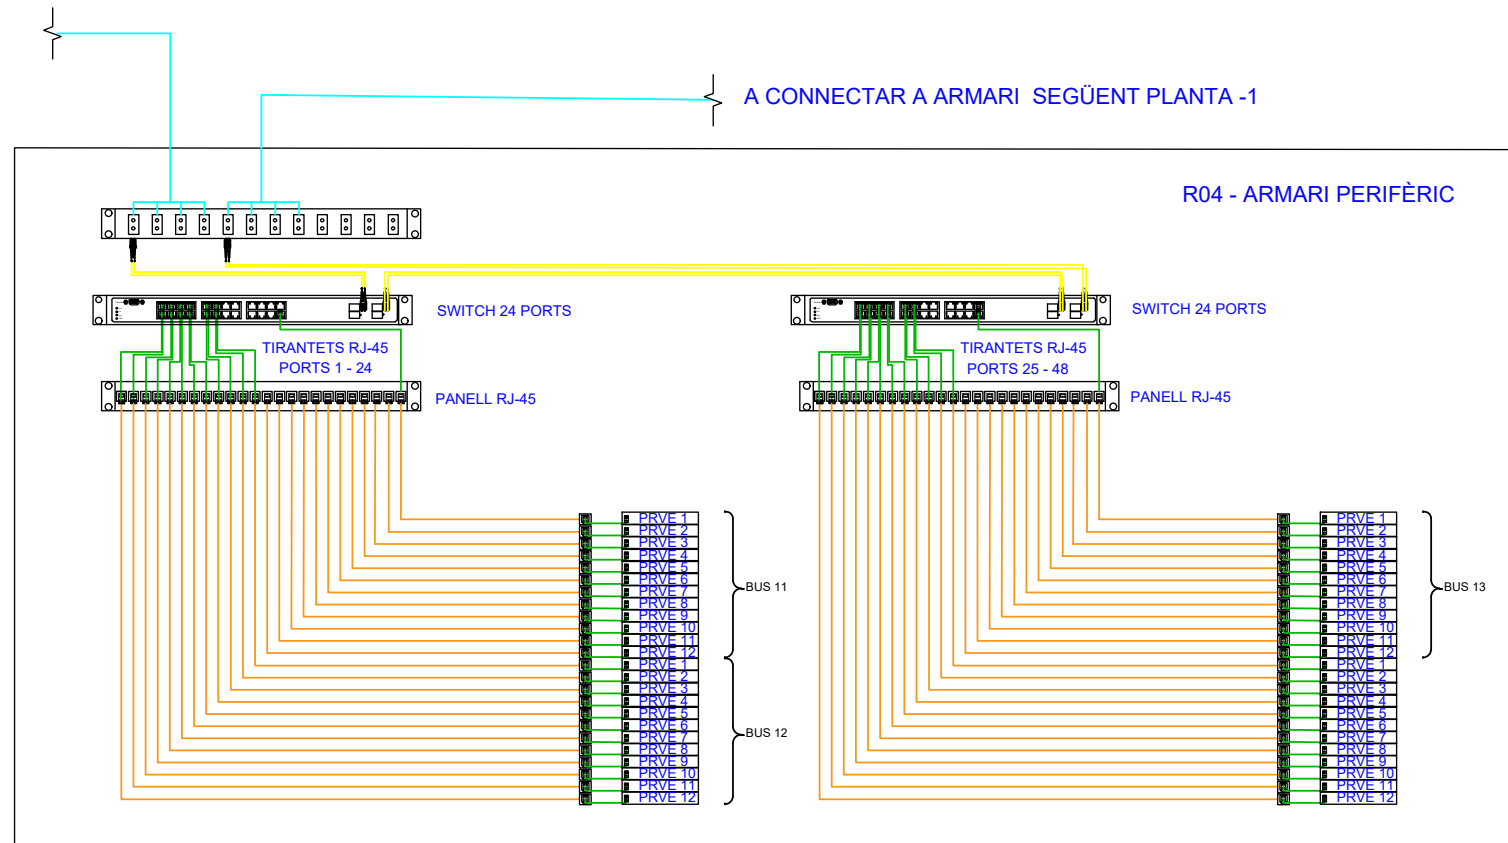 A CONNECTAR A ARMARI SEGÜENT PLANTA -1
R04 - ARMARI PERIFÈRIC
SWITCH 24 PORTS
SWITCH 24 PORTS
TIRANTETS RJ-45
PORTS 1 - 24
TIRANTETS RJ-45
PORTS 25 - 48
PANELL RJ-45
PANELL RJ-45
PRVE 1
PRVE 2
PRVE 3
PRVE 4
PRVE 5
PRVE 6
PRVE 7
PRVE 8
PRVE 9
PRVE 10
PRVE 11
PRVE 12
BUS 11
PRVE 1
PRVE 2
PRVE 3
PRVE 4
PRVE 5
PRVE 6
PRVE 7
PRVE 8
PRVE 9
PRVE 10
PRVE 11
PRVE 12
BUS 12
PRVE 1
PRVE 2
PRVE 3
PRVE 4
PRVE 5
PRVE 6
PRVE 7
PRVE 8
PRVE 9
PRVE 10
PRVE 11
PRVE 12
BUS 13
PRVE 1
PRVE 2
PRVE 3
PRVE 4
PRVE 5
PRVE 6
PRVE 7
PRVE 8
PRVE 9
PRVE 10
PRVE 11
PRVE 12